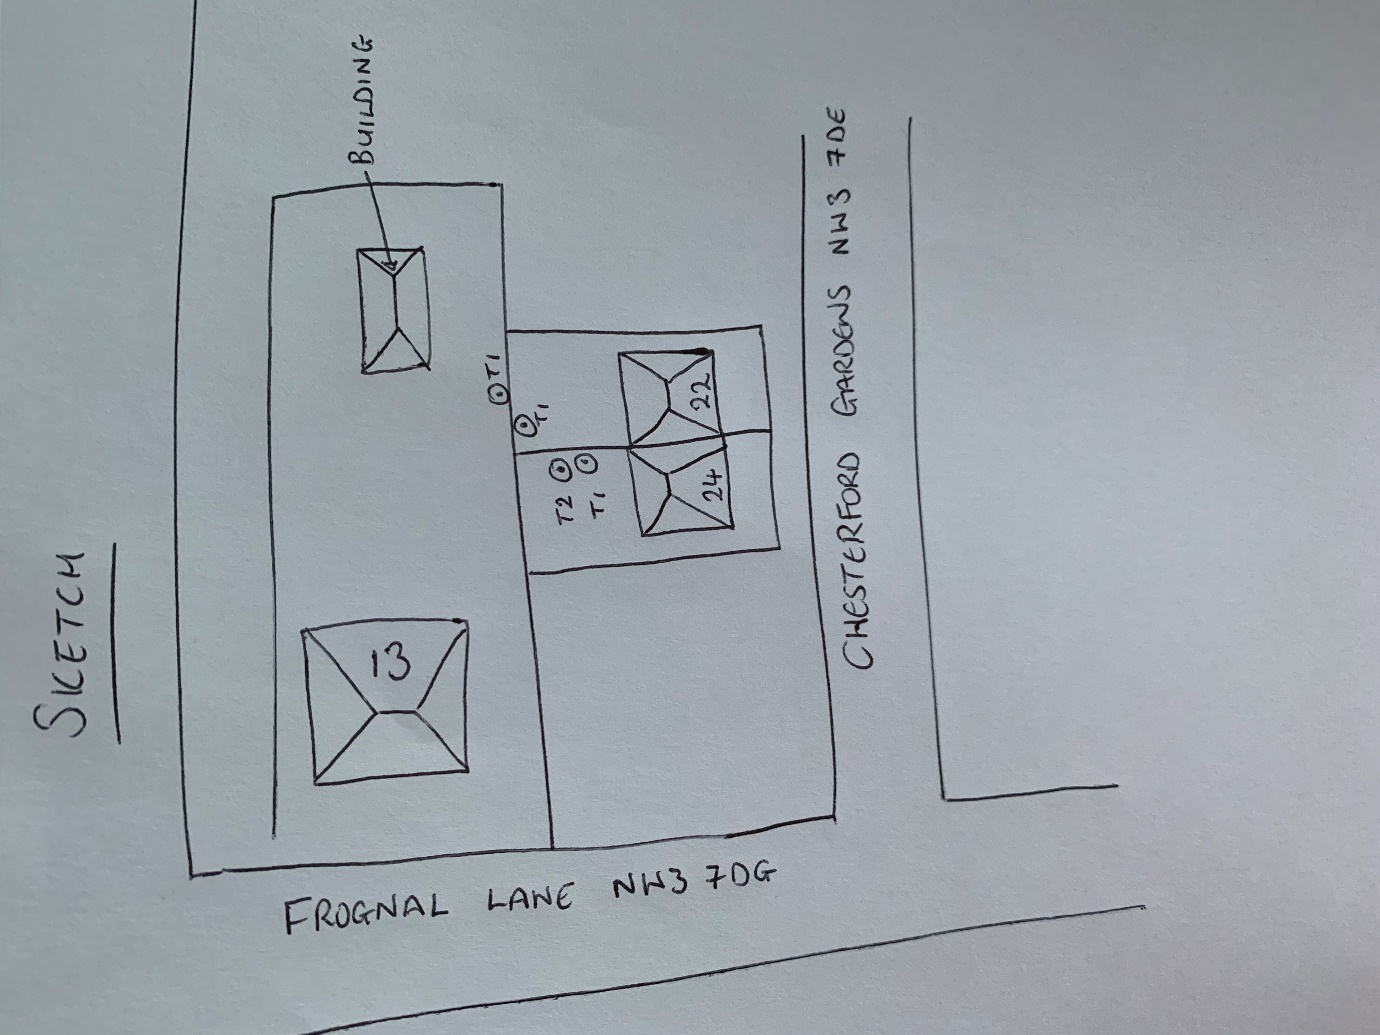 SKETCH
BUILDING
13
T1
T1
T2
T1
22
24
CHESTERFORD GARDENS NW3 7DE
FROGNAL LANE NW3 7DG